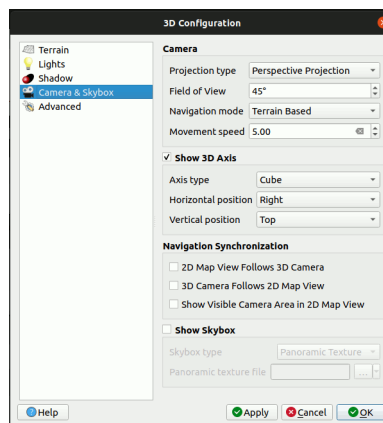 3D Configuration
Terrain
Lights
Shadow
Camera & Skybox
Advanced
Camera
Projection type Perspective Projection
Field of View 45°
Navigation mode Terrain Based
Movement speed 5.00
Show 3D Axis
Axis type Cube
Horizontal position Right
Vertical position Top
Navigation Synchronization
2D Map View Follows 3D Camera
3D Camera Follows 2D Map View
Show Visible Camera Area in 2D Map View
Show Skybox
Skybox type Panoramic Texture
Panoramic texture file ...
Help Apply Cancel OK